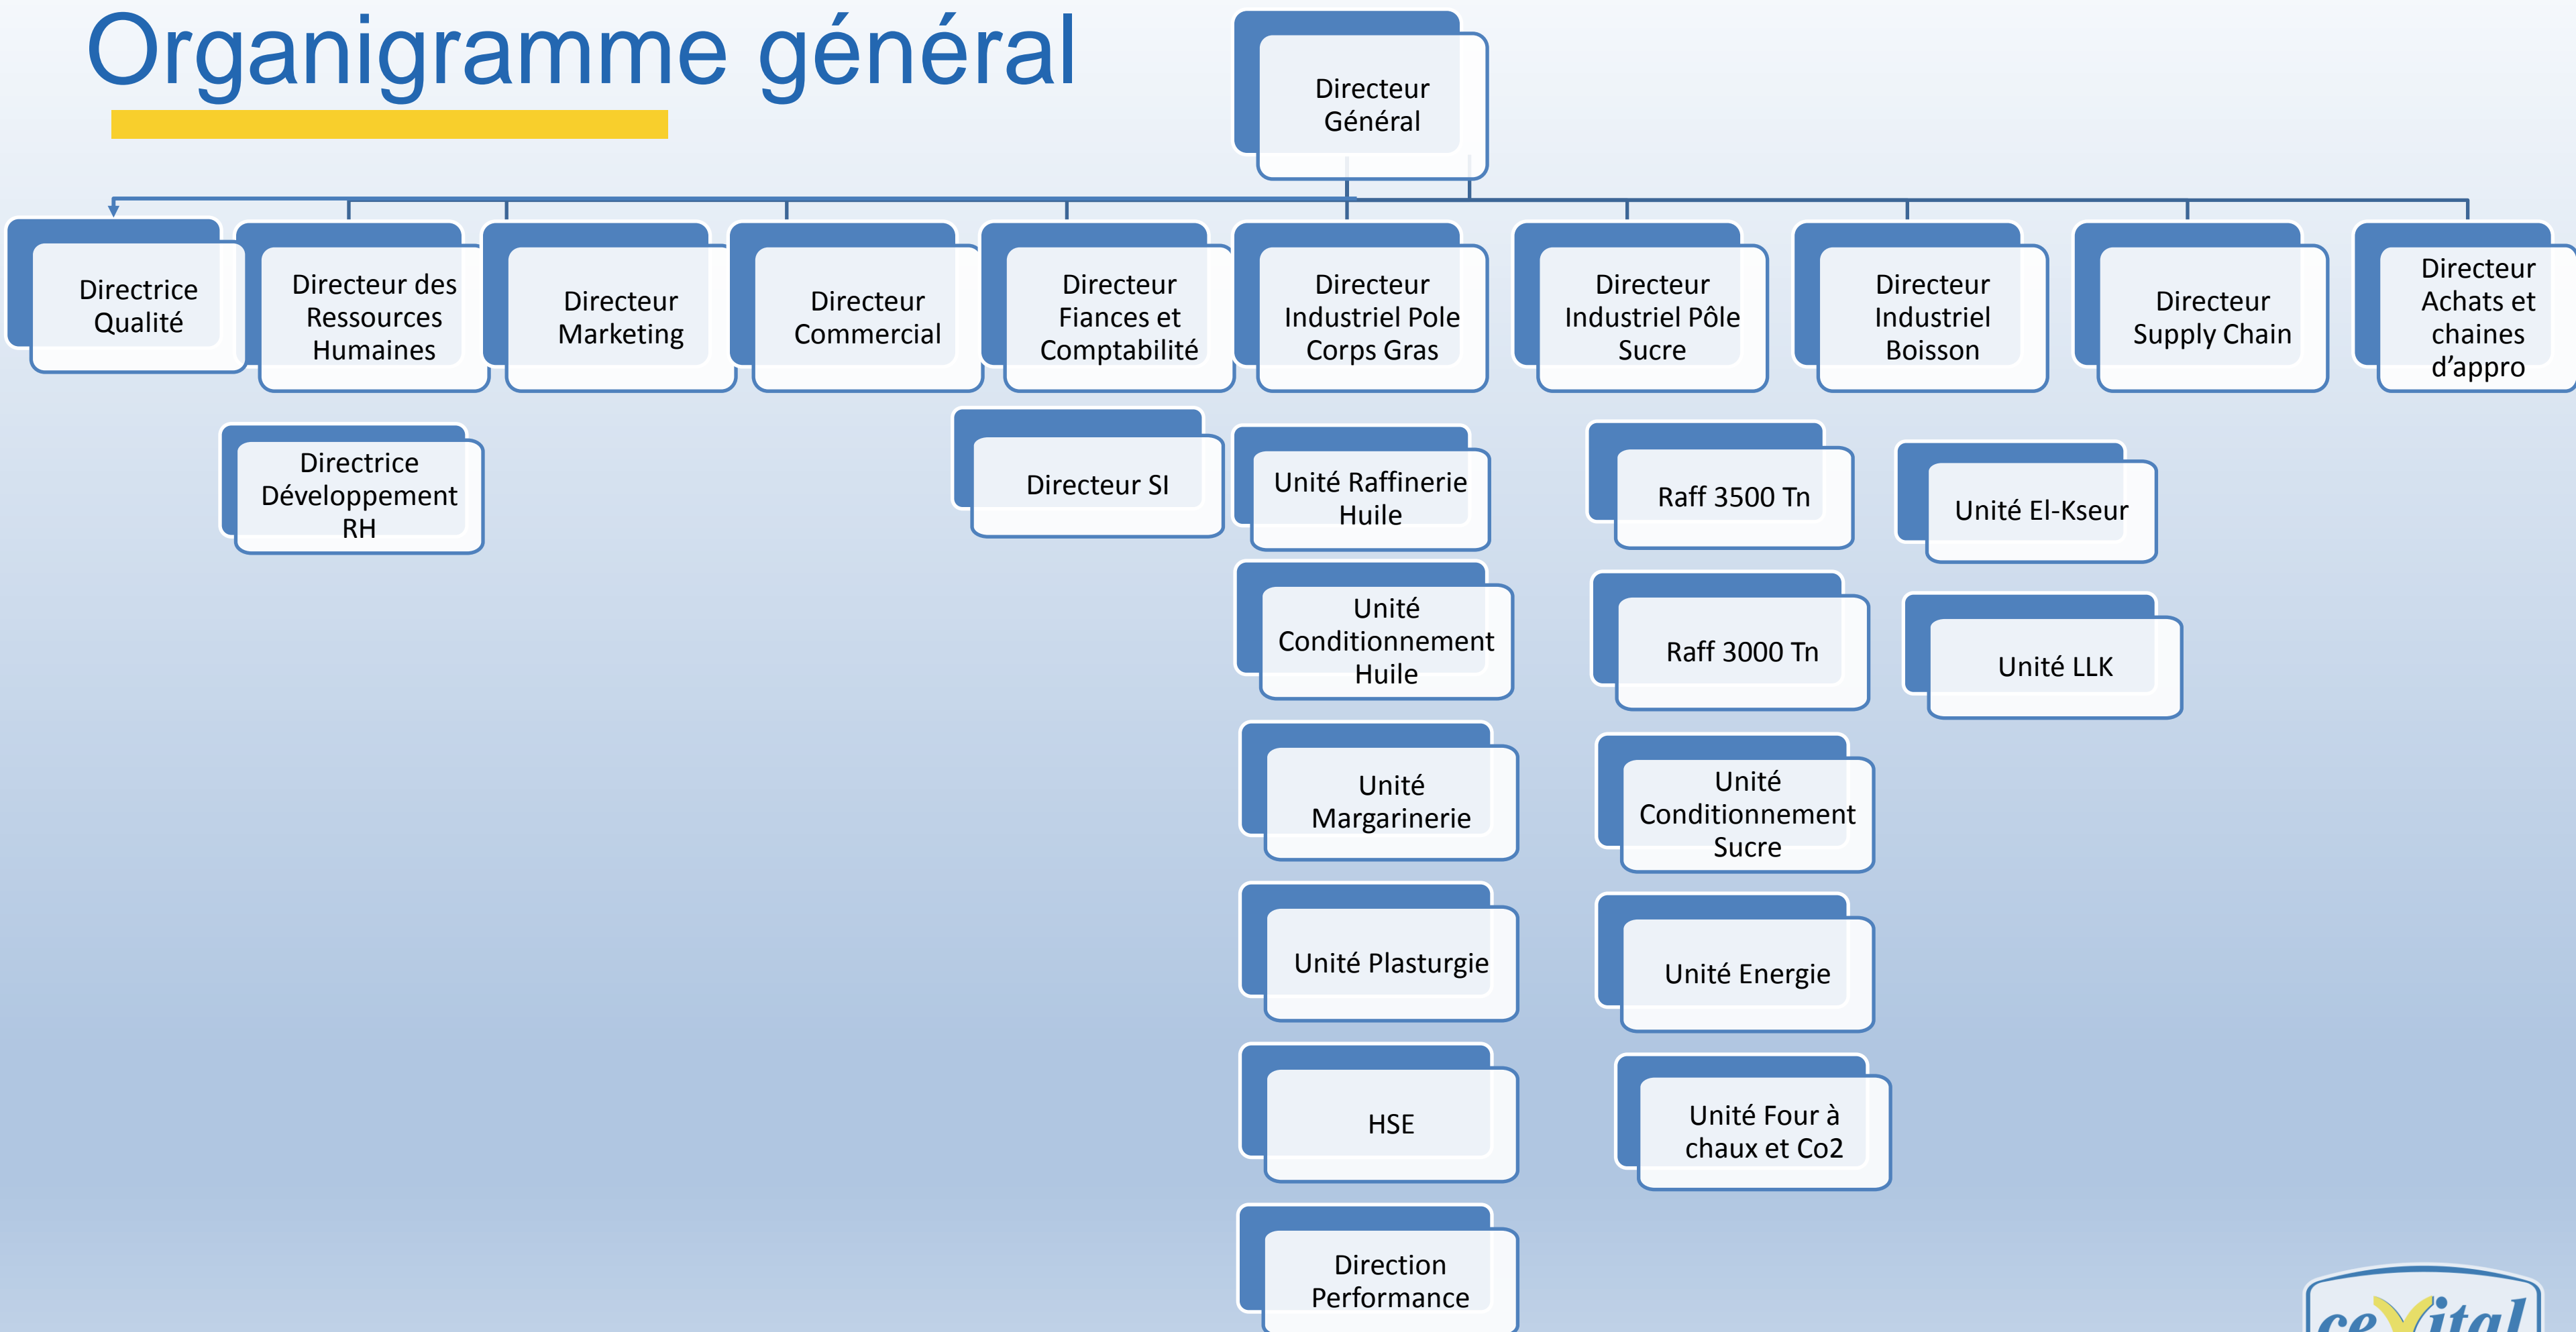 Organigramme général
Directeur
Général
Directrice
Qualité
Directeur des
Ressources
Humaines
Directeur
Marketing
Directeur
Commercial
Directeur
Fiances et
Comptabilité
Directeur
Industriel Pole
Corps Gras
Directeur
Industriel Pôle
Sucre
Directeur
Industriel
Boisson
Directeur
Supply Chain
Directeur
Achats et
chaines
d’appro
Directrice
Développement
RH
Directeur SI
Unité Raffinerie
Huile
Unité
Conditionnement
Huile
Unité
Margarinerie
Unité Plasturgie
HSE
Direction
Performance
Raff 3500 Tn
Raff 3000 Tn
Unité
Conditionnement
Sucre
Unité Energie
Unité Four à
chaux et Co2
Unité El-Kseur
Unité LLK
cevital